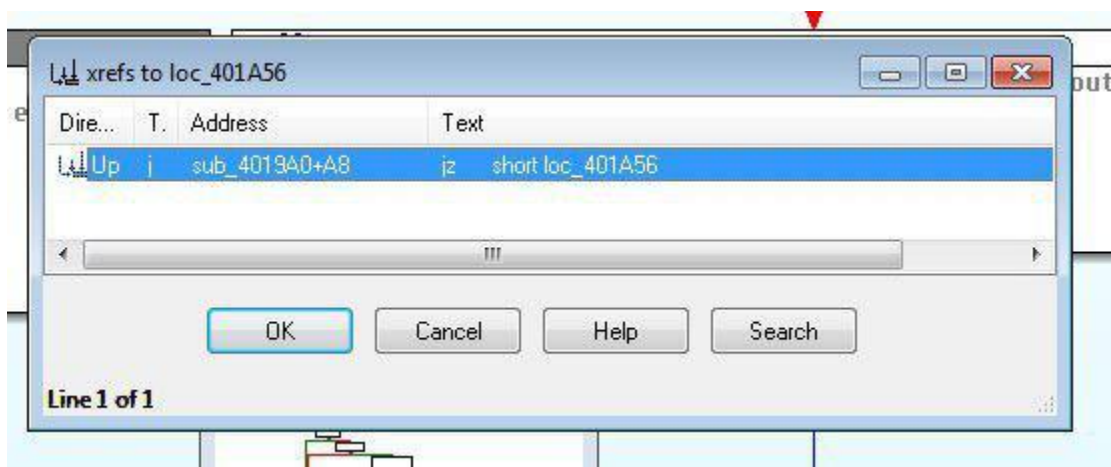 xrefs to loc_401A56
Dire... T. Address Text
Up j sub_4019A0+A8 jz short loc_401A56
OK Cancel Help Search
Line 1 of 1